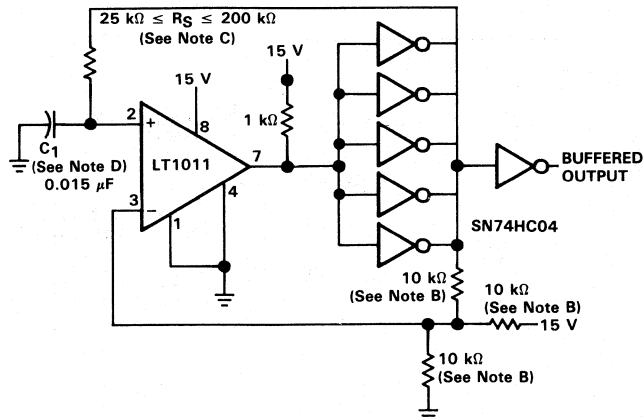 25 kΩ ≤ RS ≤ 200 kΩ
(See Note C)
15 V
15 V
1 kΩ
2
+
8
C1
(See Note D)
0.015 μF
LT1011
7
3
−
4
1
BUFFERED
OUTPUT
SN74HC04
10 kΩ
(See Note B)
10 kΩ
(See Note B)
15 V
10 kΩ
(See Note B)